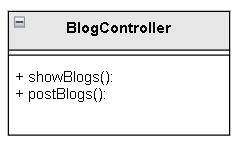 BlogController
+ showBlogs():
+ postBlogs():